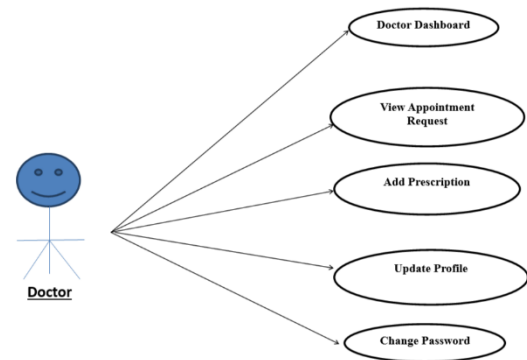 Doctor Dashboard
View Appointment
Request
Add Prescription
Update Profile
Change Password
Doctor